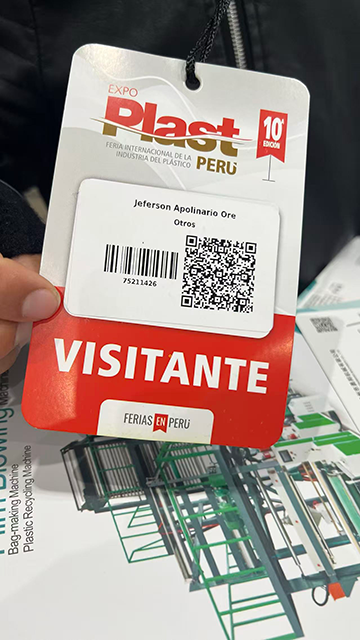 EXPO
Plast
PERÚ
10ª
EDICIÓN
FERIA INTERNACIONAL DE LA
INDUSTRIA DEL PLÁSTICO
Jeferson Apolinario Ore
Otros
75211426
VISITANTE
FERIAS EN PERÚ
Bag-making Machine
Plastic Recycling Machine